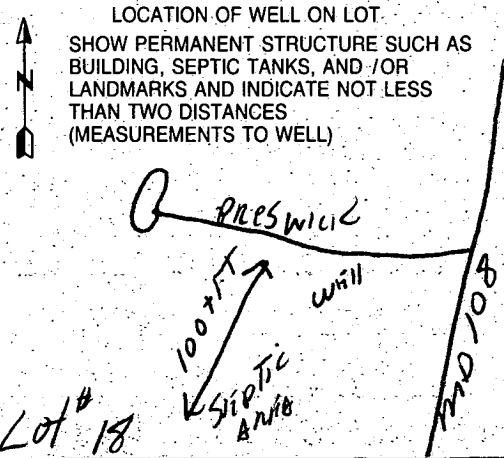 LOCATION OF WELL ON LOT
SHOW PERMANENT STRUCTURE SUCH AS
BUILDING, SEPTIC TANKS, AND /OR
LANDMARKS AND INDICATE NOT LESS
THAN TWO DISTANCES
(MEASUREMENTS TO WELL)
N
PRESWICK
well
100+FT
MD 108
SEPTIC
AREA
Lot # 18